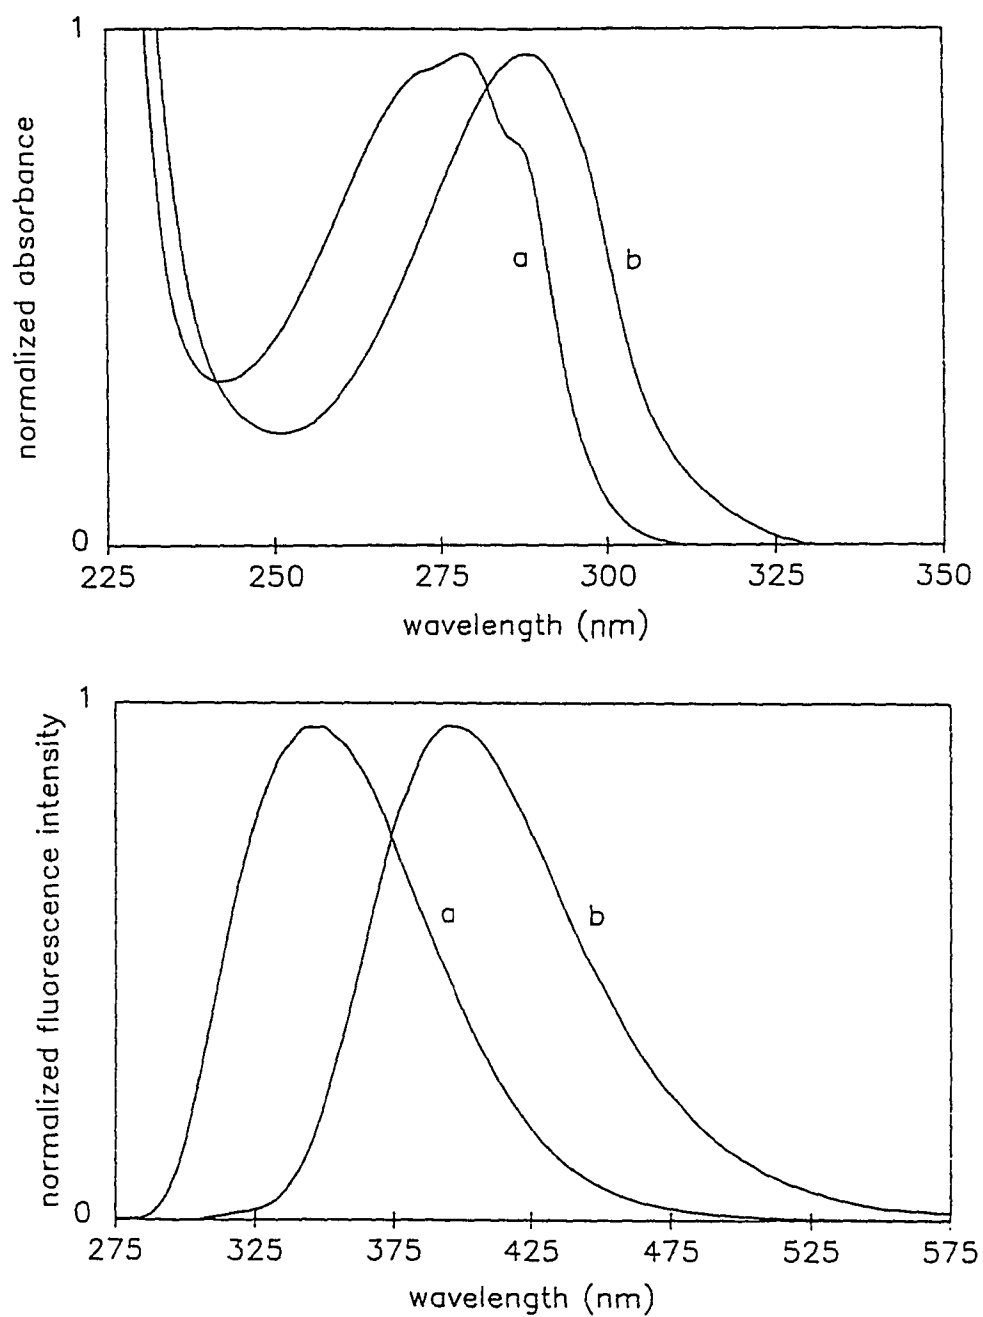 1
normalized absorbance
a
b
0
225 250 275 300 325 350
wavelength (nm)
1
normalized fluorescence intensity
a
b
0
275 325 375 425 475 525 575
wavelength (nm)